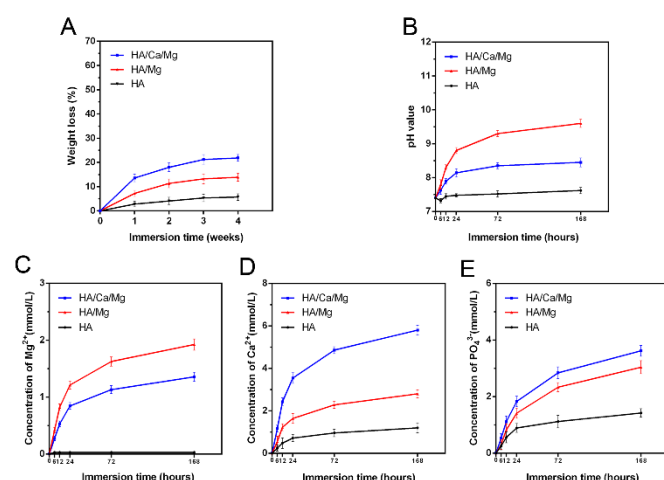 A
HA/Ca/Mg
HA/Mg
HA
Weight loss (%)
70
60
50
40
30
20
10
0
0 1 2 3 4
Immersion time (weeks)
B
HA/Ca/Mg
HA/Mg
HA
pH value
12
11
10
9
8
7
0 6 12 24 72 168
Immersion time (hours)
C
HA/Ca/Mg
HA/Mg
HA
Concentration of Mg²⁺(mmol/L)
3
2
1
0
0 6 12 24 72 168
Immersion time (hours)
D
HA/Ca/Mg
HA/Mg
HA
Concentration of Ca²⁺(mmol/L)
8
6
4
2
0
0 6 12 24 72 168
Immersion time (hours)
E
HA/Ca/Mg
HA/Mg
HA
Concentration of PO₄³⁻(mmol/L)
6
4
2
0
0 6 12 24 72 168
Immersion time (hours)